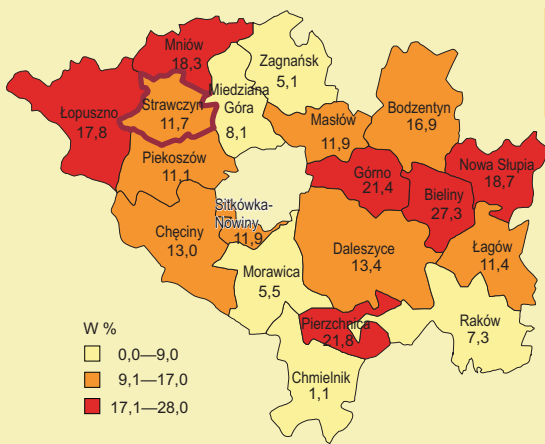 Mniów
18,3
Zagnańsk
5,1
Łopuszno
17,8
Strawczyn
11,7
Miedziana
Góra
8,1
Bodzentyn
16,9
Masłów
11,9
Piekoszów
11,1
Górno
21,4
Nowa Słupia
18,7
Bieliny
27,3
Sitkówka-
Nowiny
11,9
Chęciny
13,0
Daleszyce
13,4
Łagów
11,4
Morawica
5,5
Pierzchnica
21,8
Raków
7,3
Chmielnik
1,1
W %
0,0—9,0
9,1—17,0
17,1—28,0